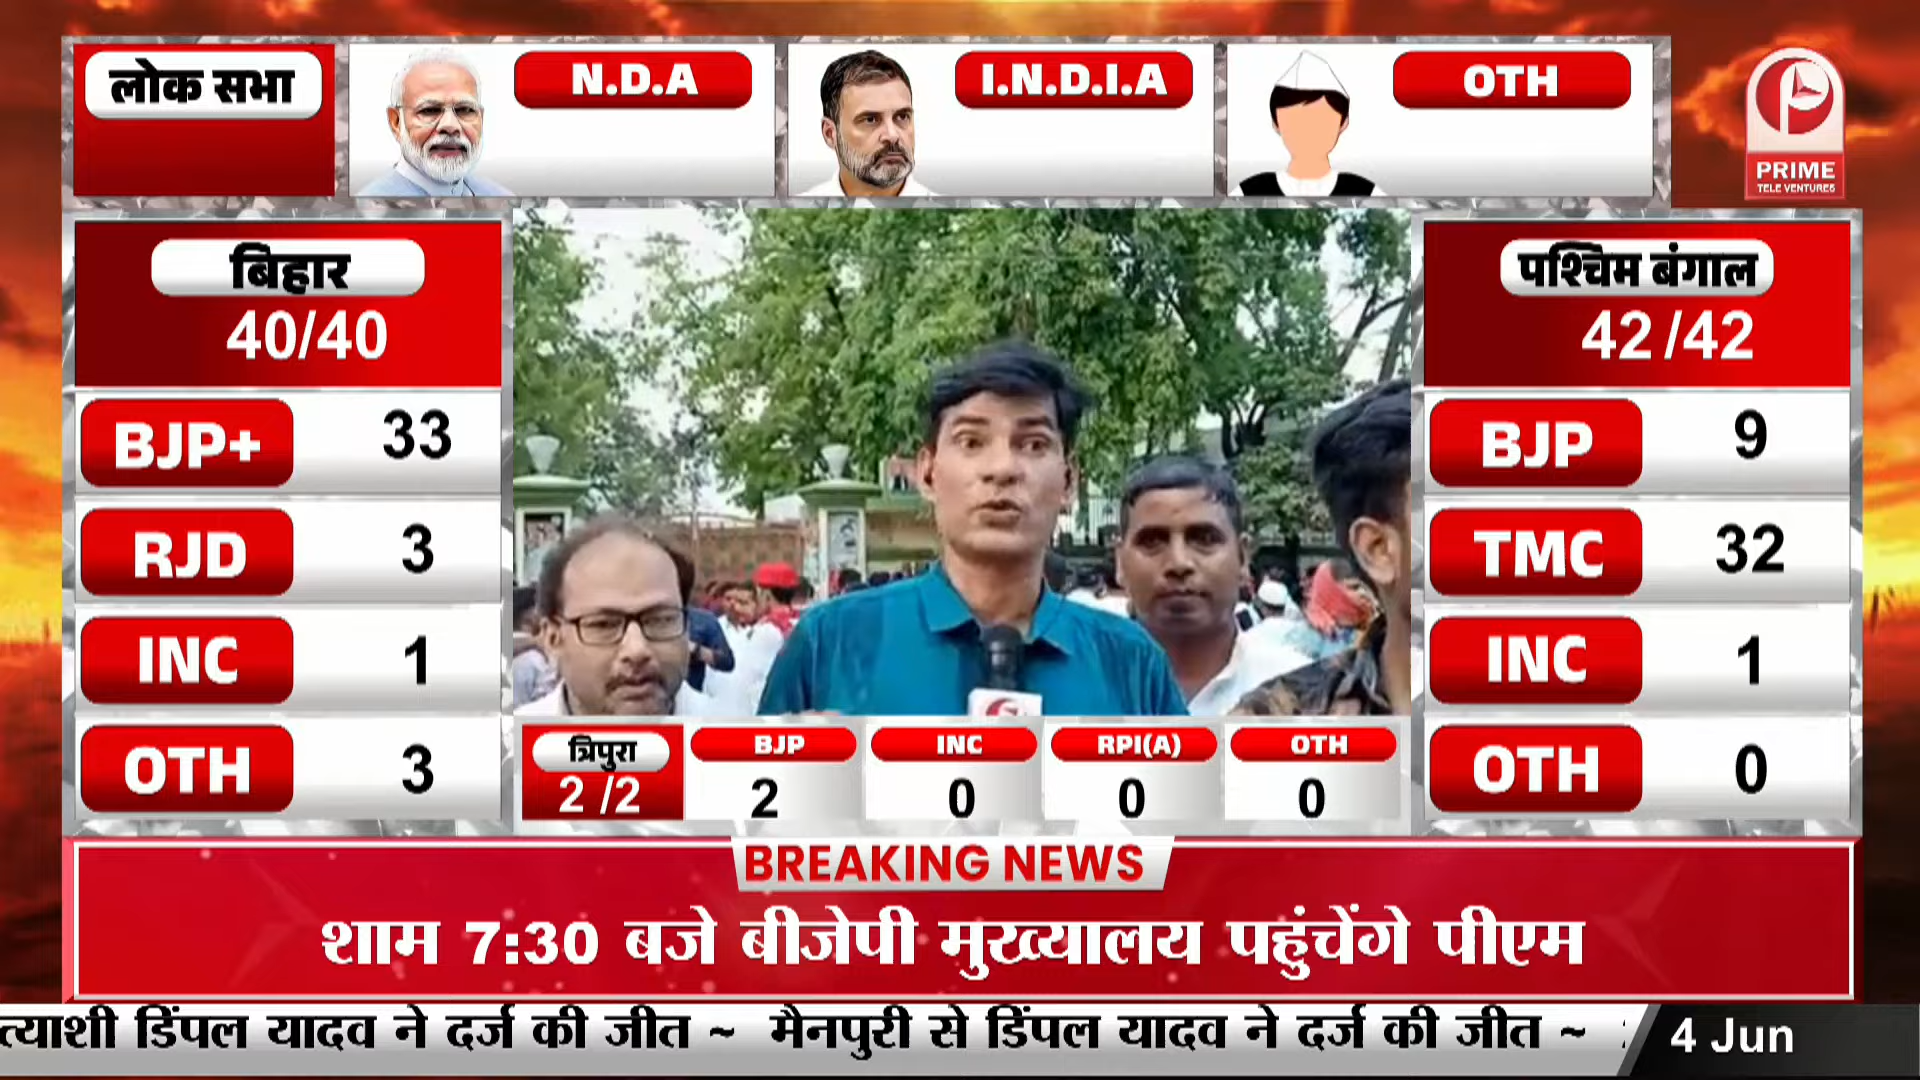 लोक सभा
N.D.A
I.N.D.I.A
OTH
PRIME
TELE VENTURES
बिहार
40/40
BJP+ 33
RJD 3
INC 1
OTH 3
पश्चिम बंगाल
42/42
BJP 9
TMC 32
INC 1
OTH 0
त्रिपुरा
2/2
BJP
2
INC
0
RPI(A)
0
OTH
0
BREAKING NEWS
शाम 7:30 बजे बीजेपी मुख्यालय पहुंचेंगे पीएम
त्याशी डिंपल यादव ने दर्ज की जीत ~ मैनपुरी से डिंपल यादव ने दर्ज की जीत ~
4 Jun